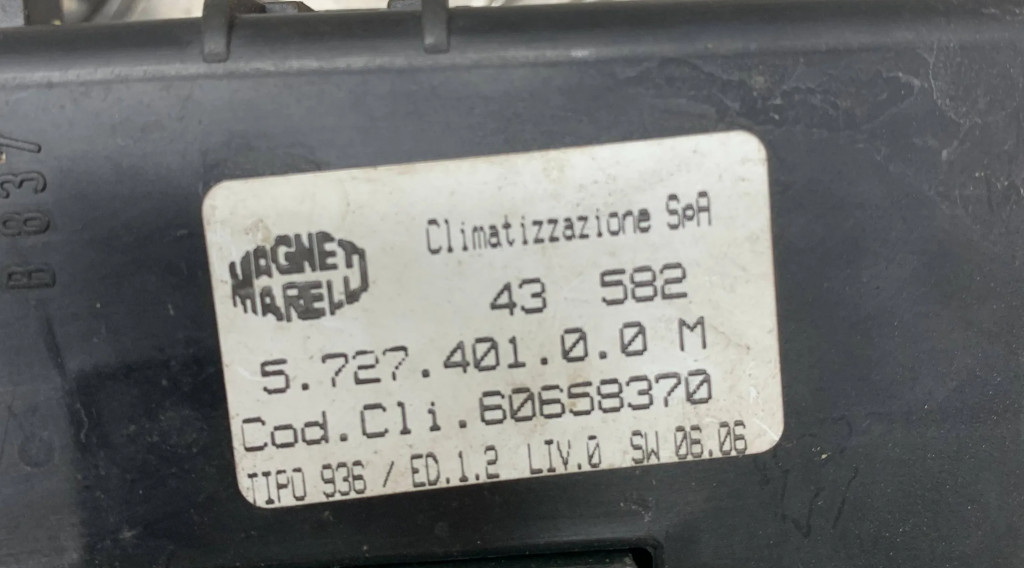 MAGNETI
MARELLI
Climatizzazione SpA
43 582
5.727.401.0.0 M
Cod.Cli.60658370
TIPO 936 / ED.1.2 LIV.0 SW 06.06
B 837